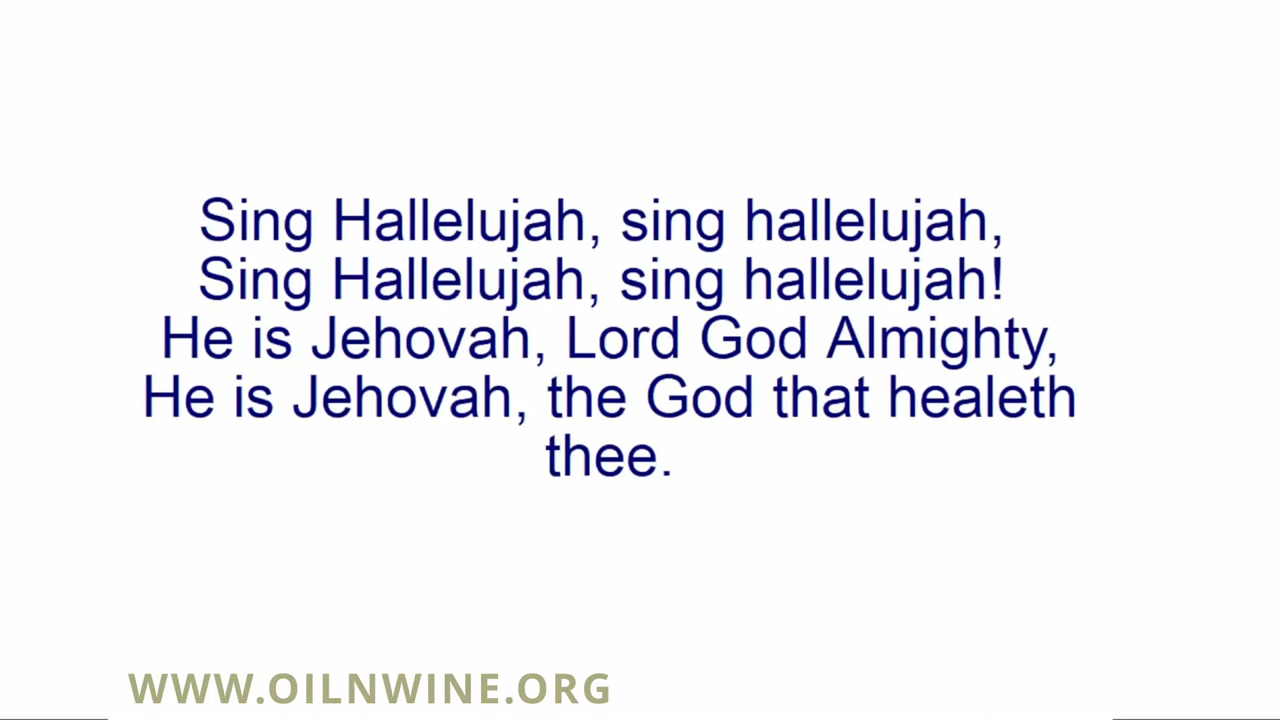 Sing Hallelujah, sing hallelujah,
Sing Hallelujah, sing hallelujah!
He is Jehovah, Lord God Almighty,
He is Jehovah, the God that healeth
thee.
WWW.OILNWINE.ORG